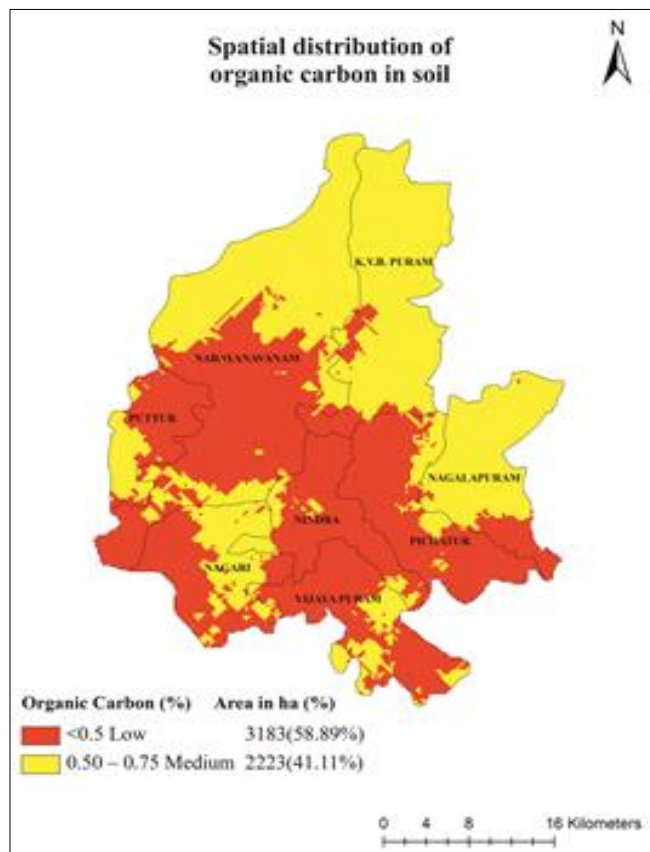 Spatial distribution of
organic carbon in soil
N
K.V.B. PURAM
NARAYANAVANAM
PUTTUR
NAGALAPURAM
NINDRA
PICHATUR
NAGARI
VIJAYA PURAM
Organic Carbon (%) Area in ha (%)
<0.5 Low 3183(58.89%)
0.50 – 0.75 Medium 2223(41.11%)
0 4 8 16 Kilometers